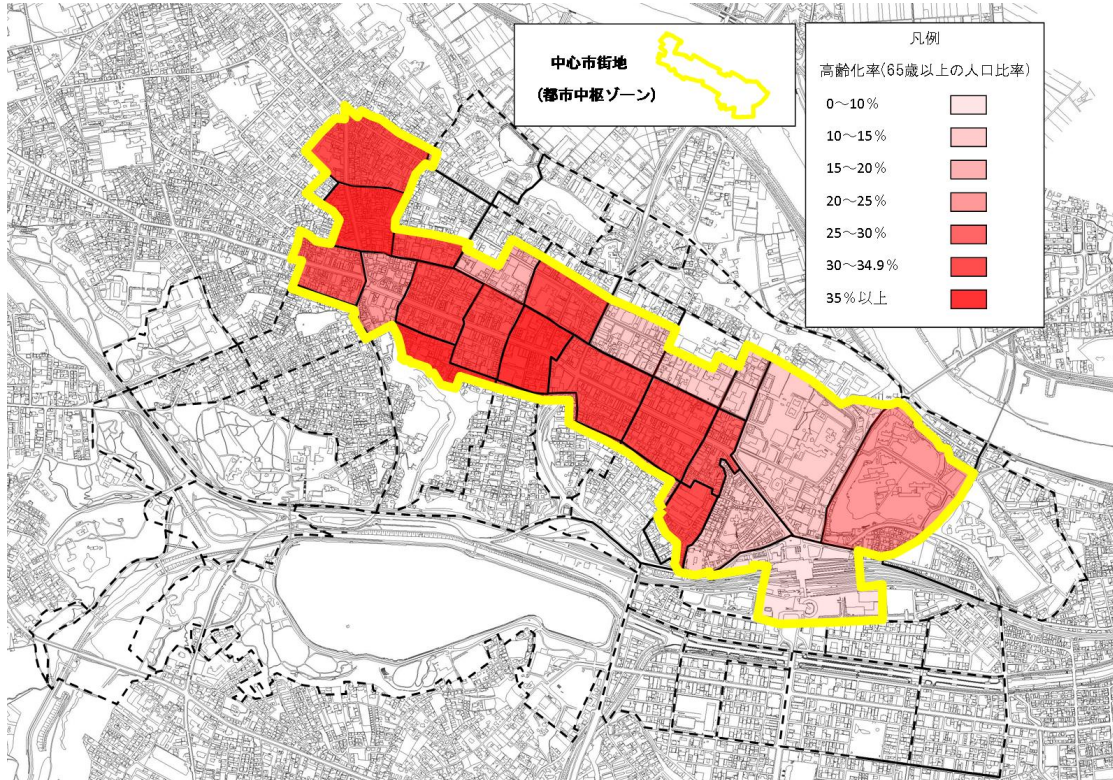 中心市街地
(都市中枢ゾーン)
凡例
高齢化率(65歳以上の人口比率)
0～10%
10～15%
15～20%
20～25%
25～30%
30～34.9%
35%以上